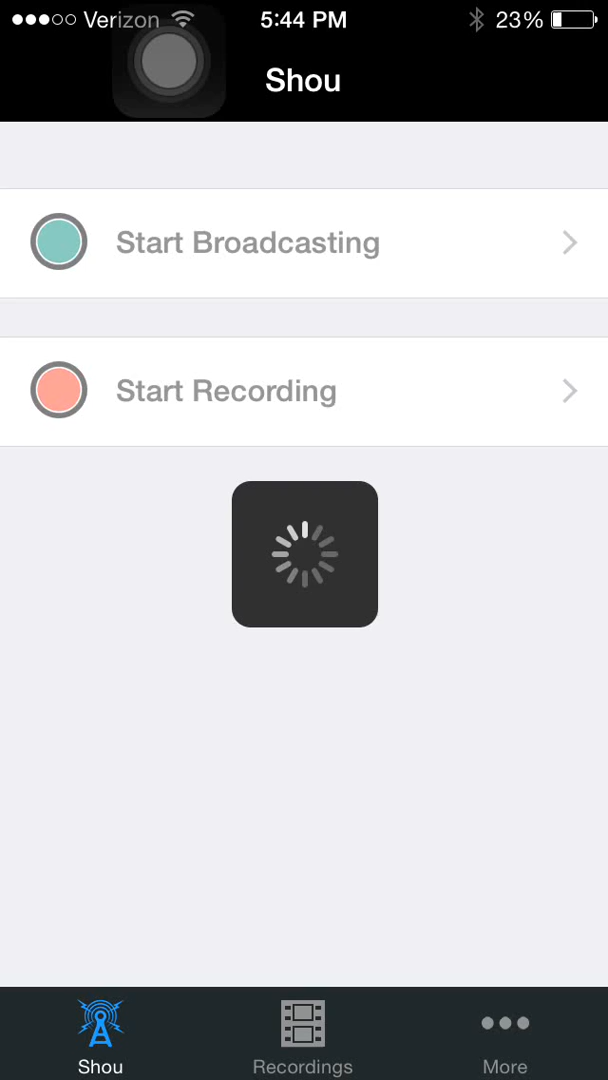 Verizon 5:44 PM 23%
Shou
Start Broadcasting
Start Recording
Shou Recordings More